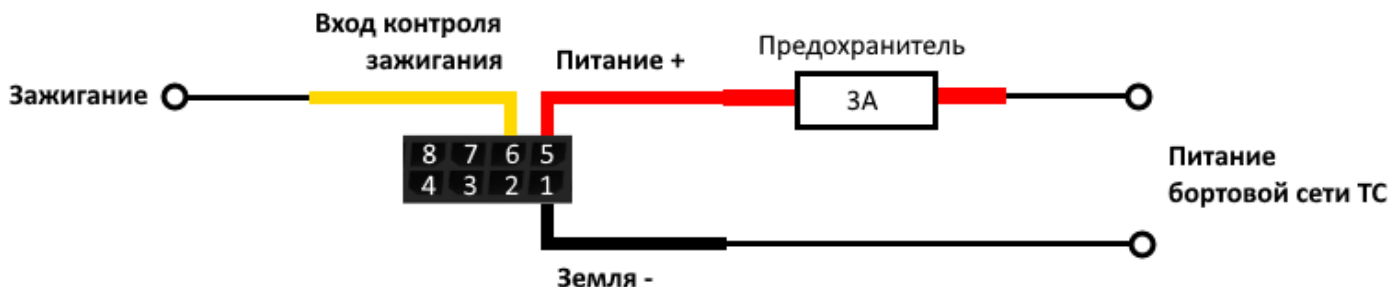 Вход контроля
зажигания
Питание +
Предохранитель
Зажигание
3А
8 7 6 5
4 3 2 1
Питание
бортовой сети ТС
Земля -